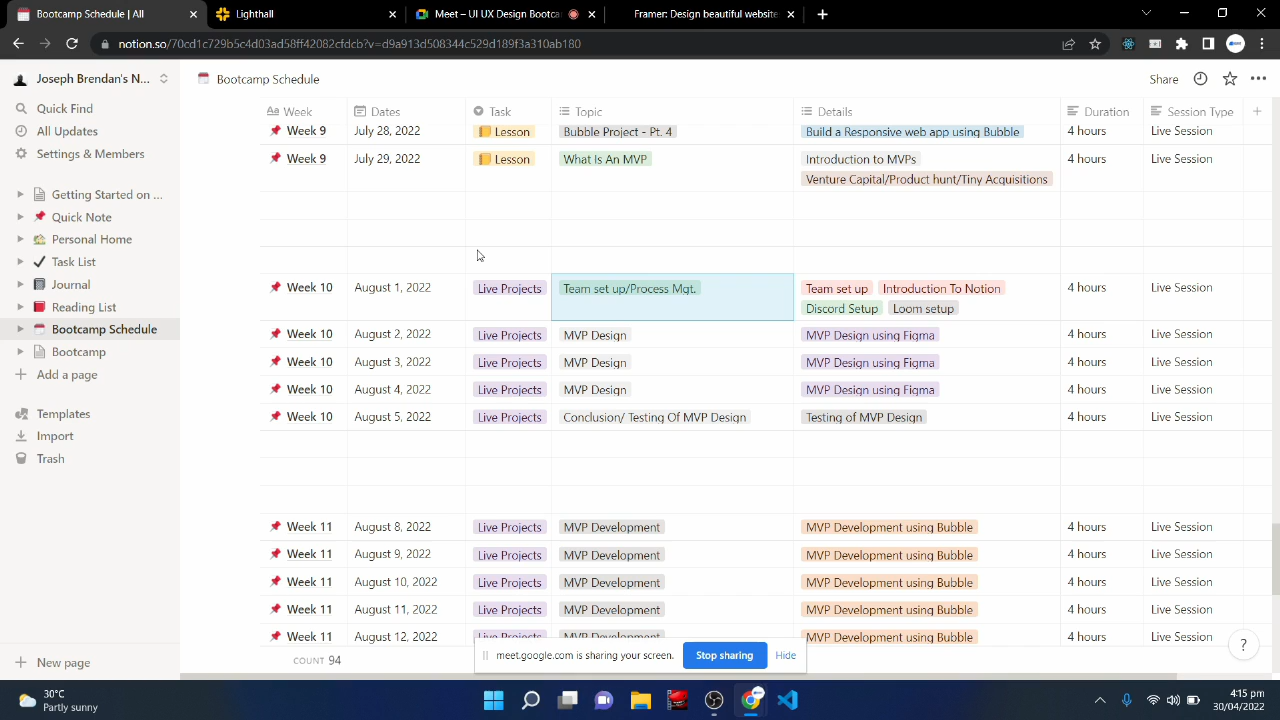 Bootcamp Schedule | All
Lighthall
Meet – UI UX Design Bootca
Framer: Design beautiful website
notion.so/70cd1c729b5c4d03ad58ff42082cfdcb?v=d9a913d508344c529d189f3a310ab180
Joseph Brendan's N...
Bootcamp Schedule
Share
Quick Find
All Updates
Settings & Members
Getting Started on ...
Quick Note
Personal Home
Task List
Journal
Reading List
Bootcamp Schedule
Bootcamp
Add a page
Templates
Import
Trash
New page
Aa Week Dates Task Topic Details Duration Session Type
Week 9 July 28, 2022 Lesson Bubble Project - Pt. 4 Build a Responsive web app using Bubble 4 hours Live Session
Week 9 July 29, 2022 Lesson What Is An MVP Introduction to MVPs 4 hours Live Session
Venture Capital/Product hunt/Tiny Acquisitions
Week 10 August 1, 2022 Live Projects Team set up/Process Mgt. Team set up Introduction To Notion 4 hours Live Session
Discord Setup Loom setup
Week 10 August 2, 2022 Live Projects MVP Design MVP Design using Figma 4 hours Live Session
Week 10 August 3, 2022 Live Projects MVP Design MVP Design using Figma 4 hours Live Session
Week 10 August 4, 2022 Live Projects MVP Design MVP Design using Figma 4 hours Live Session
Week 10 August 5, 2022 Live Projects Conclusion/ Testing Of MVP Design Testing of MVP Design 4 hours Live Session
Week 11 August 8, 2022 Live Projects MVP Development MVP Development using Bubble 4 hours Live Session
Week 11 August 9, 2022 Live Projects MVP Development MVP Development using Bubble 4 hours Live Session
Week 11 August 10, 2022 Live Projects MVP Development MVP Development using Bubble 4 hours Live Session
Week 11 August 11, 2022 Live Projects MVP Development MVP Development using Bubble 4 hours Live Session
Week 11 August 12, 2022 Live Projects MVP Development MVP Development using Bubble 4 hours Live Session
COUNT 94
meet.google.com is sharing your screen. Stop sharing Hide
?
30°C
Partly sunny
4:15 pm
30/04/2022